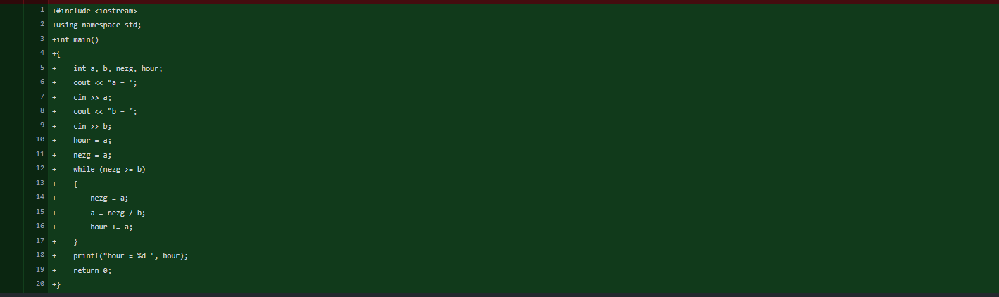 1 +#include <iostream>
2 +using namespace std;
3 +int main()
4 +{
5 +    int a, b, nezg, hour;
6 +    cout << "a = ";
7 +    cin >> a;
8 +    cout << "b = ";
9 +    cin >> b;
10 +    hour = a;
11 +    nezg = a;
12 +    while (nezg >= b)
13 +    {
14 +        nezg = a;
15 +        a = nezg / b;
16 +        hour += a;
17 +    }
18 +    printf("hour = %d ", hour);
19 +    return 0;
20 +}